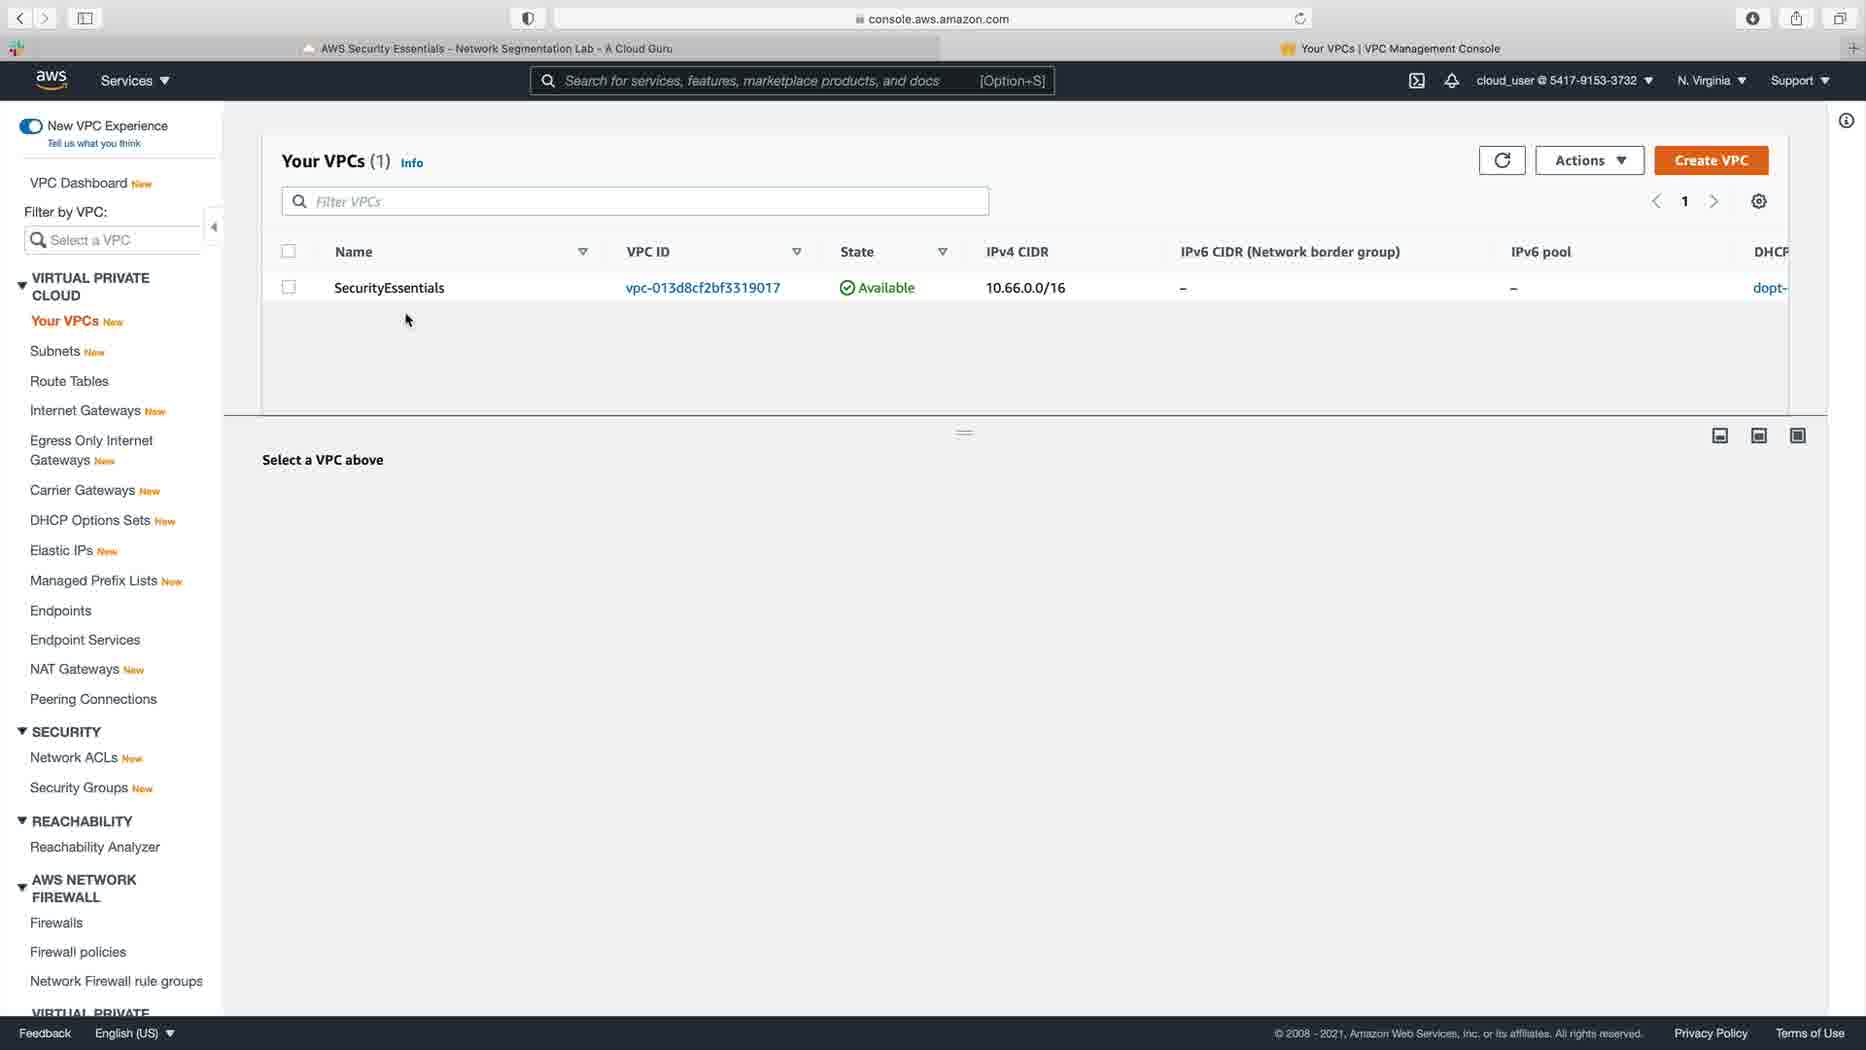 console.aws.amazon.com
AWS Security Essentials - Network Segmentation Lab - A Cloud Guru
Your VPCs | VPC Management Console
aws
Services
Search for services, features, marketplace products, and docs [Option+S]
cloud_user @ 5417-9153-3732
N. Virginia
Support
New VPC Experience
Tell us what you think
VPC Dashboard New
Filter by VPC:
Select a VPC
VIRTUAL PRIVATE
CLOUD
Your VPCs New
Subnets New
Route Tables
Internet Gateways New
Egress Only Internet
Gateways New
Carrier Gateways New
DHCP Options Sets New
Elastic IPs New
Managed Prefix Lists New
Endpoints
Endpoint Services
NAT Gateways New
Peering Connections
SECURITY
Network ACLs New
Security Groups New
REACHABILITY
Reachability Analyzer
AWS NETWORK
FIREWALL
Firewalls
Firewall policies
Network Firewall rule groups
VIRTUAL PRIVATE
Your VPCs (1) Info
Actions
Create VPC
Filter VPCs
1
Name VPC ID State IPv4 CIDR IPv6 CIDR (Network border group) IPv6 pool DHCP
SecurityEssentials vpc-013d8cf2bf3319017 Available 10.66.0.0/16 – – dopt-
Select a VPC above
Feedback
English (US)
© 2008 - 2021, Amazon Web Services, Inc. or its affiliates. All rights reserved.
Privacy Policy
Terms of Use